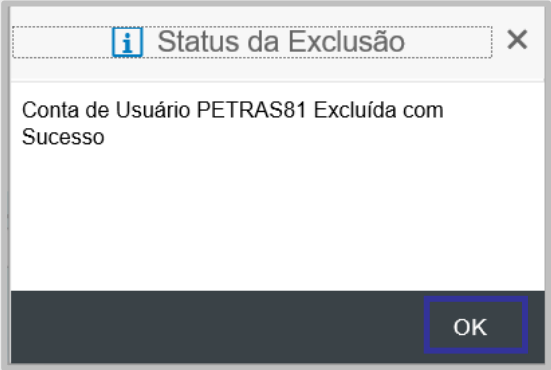 Status da Exclusão
Conta de Usuário PETRAS81 Excluída com
Sucesso
OK